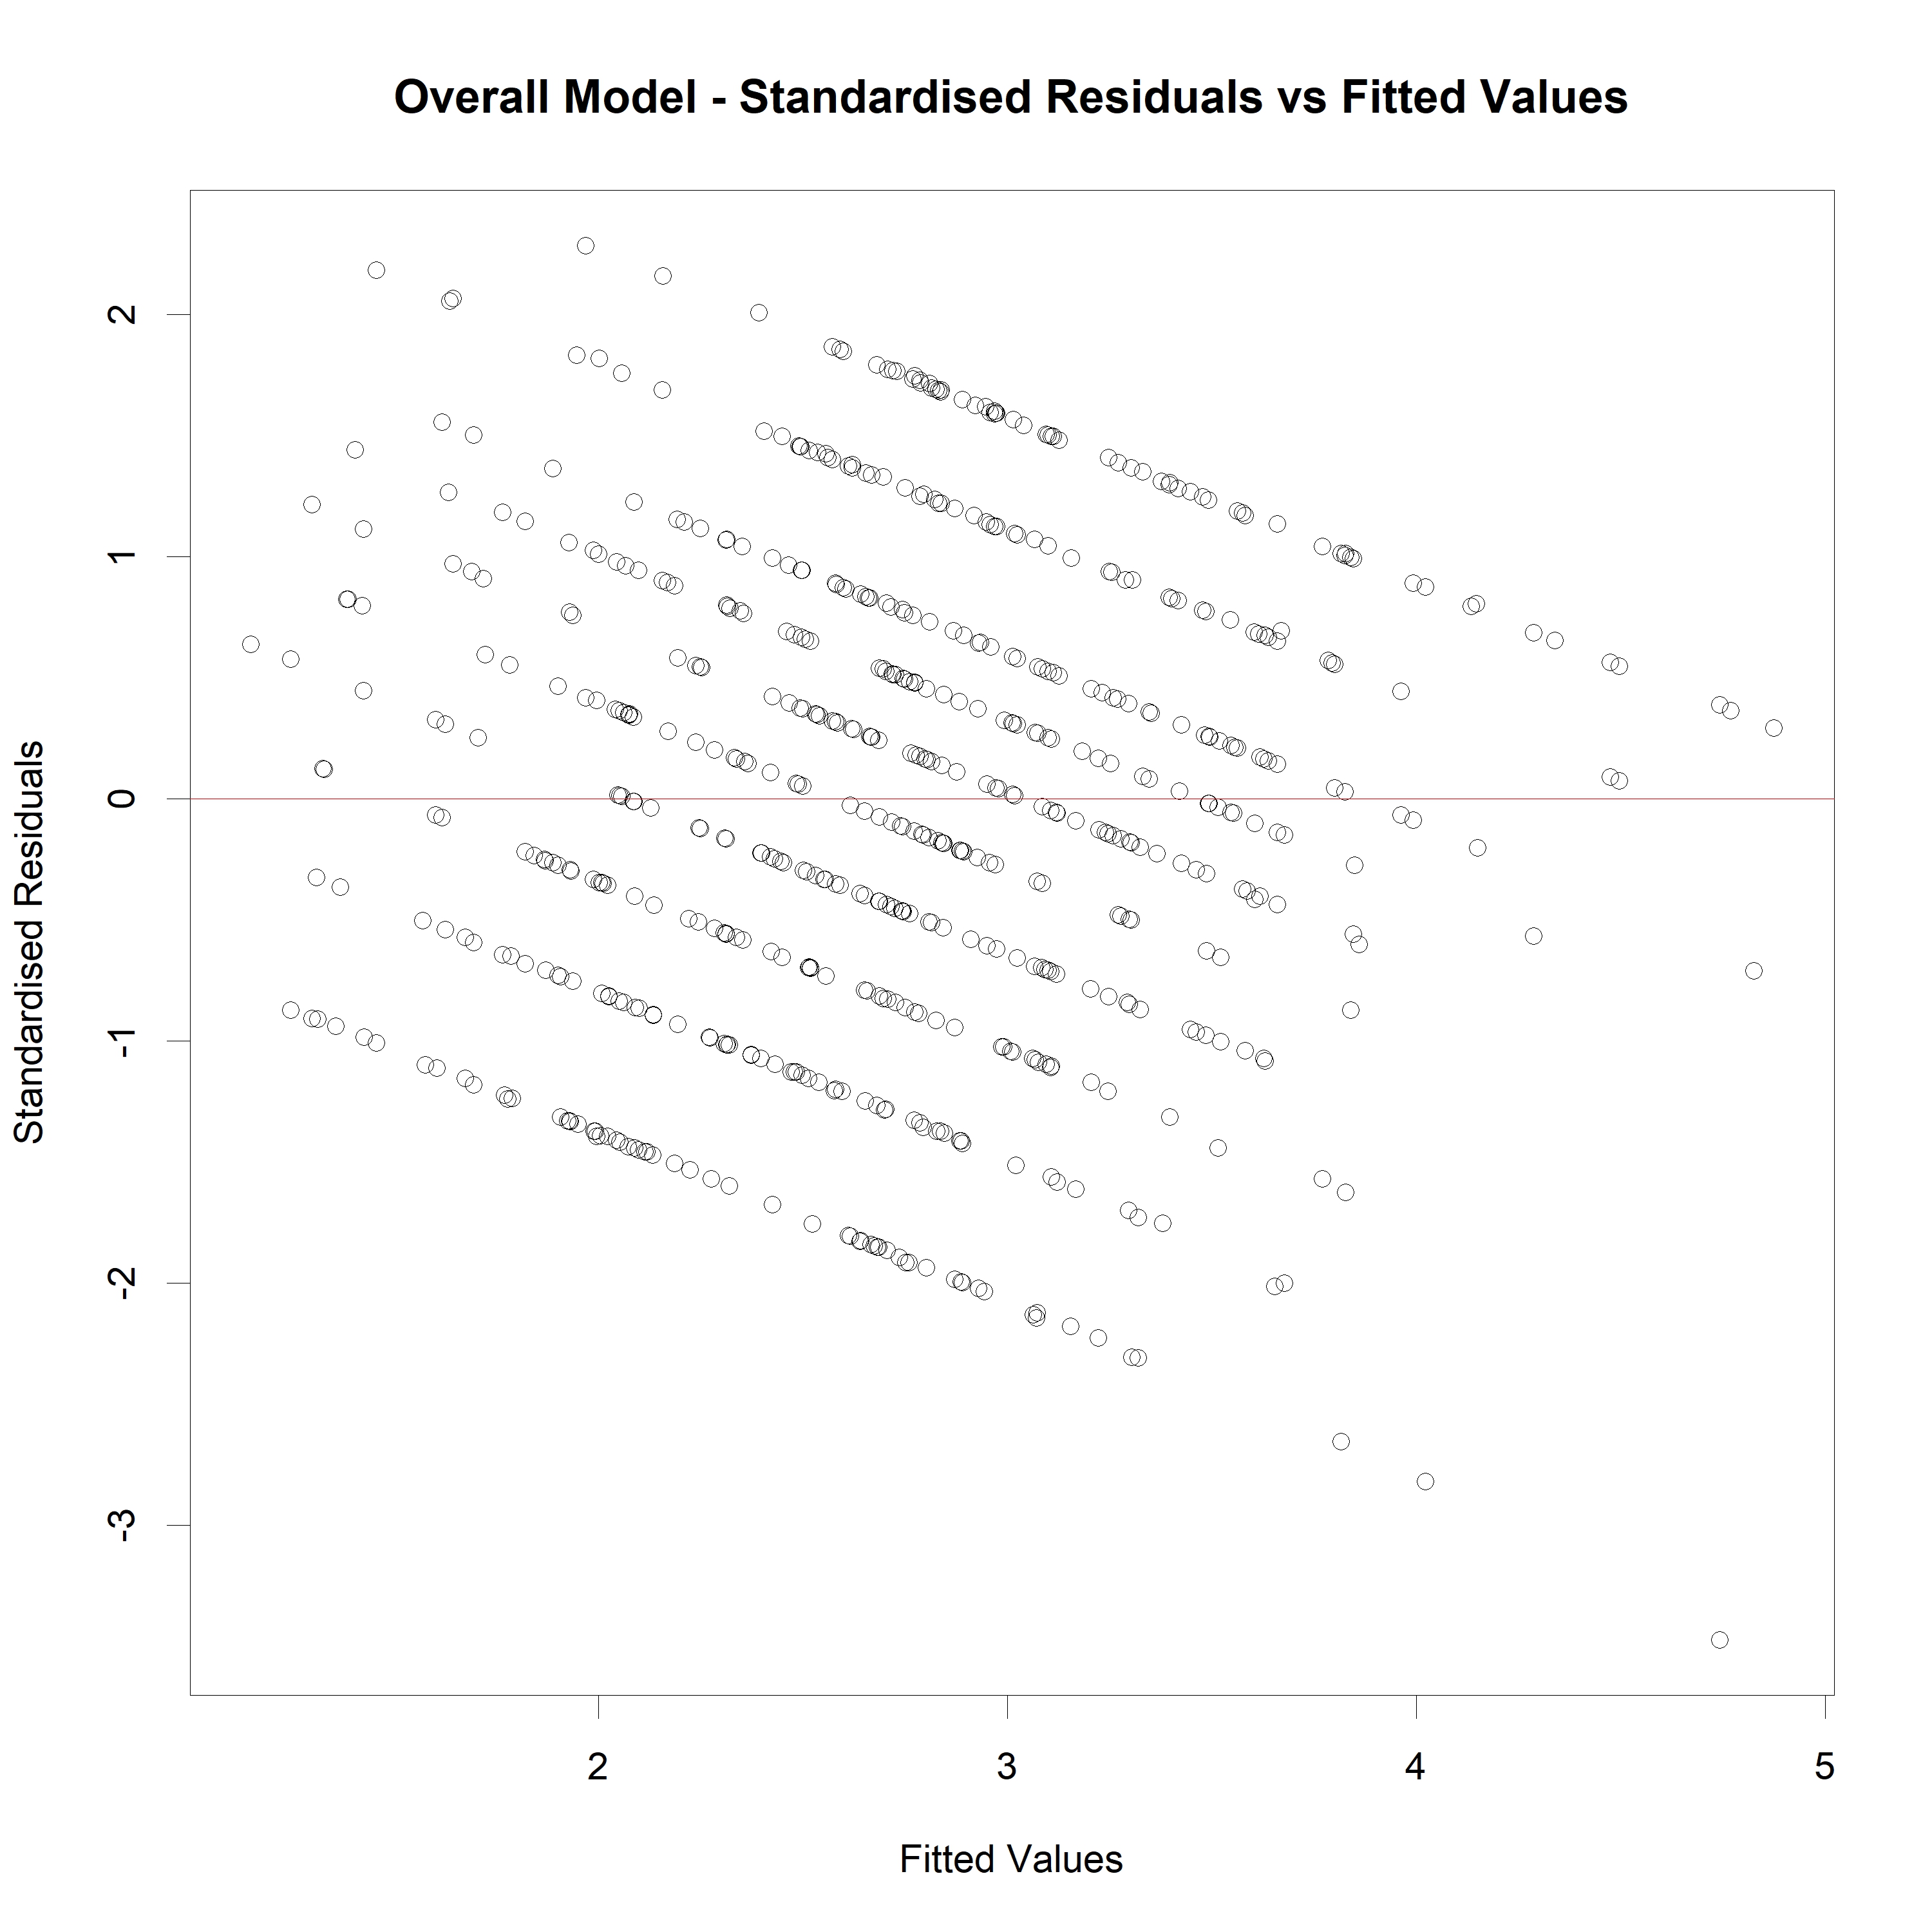 Overall Model - Standardised Residuals vs Fitted Values
Standardised Residuals
2
1
0
-1
-2
-3
2 3 4 5
Fitted Values